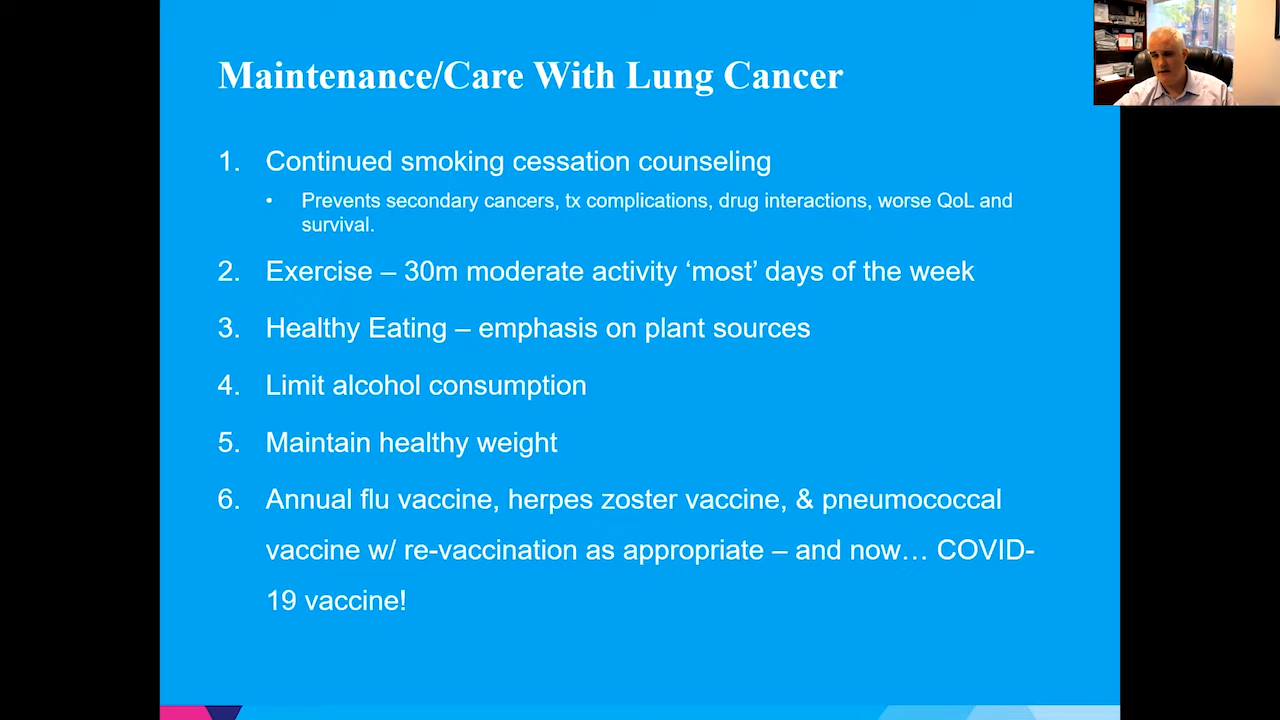 Maintenance/Care With Lung Cancer
1. Continued smoking cessation counseling
• Prevents secondary cancers, tx complications, drug interactions, worse QoL and
survival.
2. Exercise – 30m moderate activity ‘most’ days of the week
3. Healthy Eating – emphasis on plant sources
4. Limit alcohol consumption
5. Maintain healthy weight
6. Annual flu vaccine, herpes zoster vaccine, & pneumococcal
vaccine w/ re-vaccination as appropriate – and now… COVID-
19 vaccine!